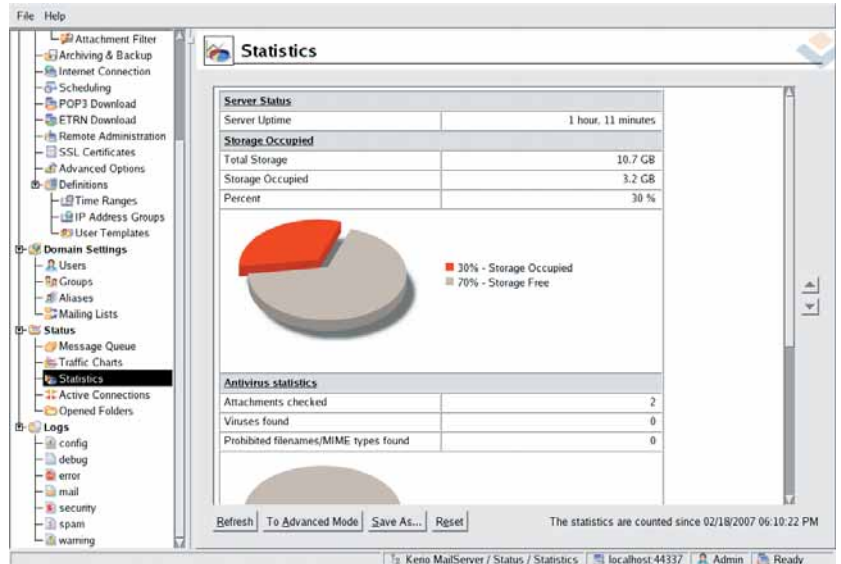 File Help
Attachment Filter
Archiving & Backup
Internet Connection
Scheduling
POP3 Download
ETRN Download
Remote Administration
SSL Certificates
Advanced Options
Definitions
Time Ranges
IP Address Groups
User Templates
Domain Settings
Users
Groups
Aliases
Mailing Lists
Status
Message Queue
Traffic Charts
Statistics
Active Connections
Opened Folders
Logs
config
debug
error
mail
security
spam
warning
Statistics
Server Status
Server Uptime 1 hour, 11 minutes
Storage Occupied
Total Storage 10.7 GB
Storage Occupied 3.2 GB
Percent 30 %
30% - Storage Occupied
70% - Storage Free
Antivirus statistics
Attachments checked 2
Viruses found 0
Prohibited filenames/MIME types found 0
Refresh To Advanced Mode Save As... Reset The statistics are counted since 02/18/2007 06:10:22 PM
Kerio MailServer / Status / Statistics localhost:44337 Admin Ready